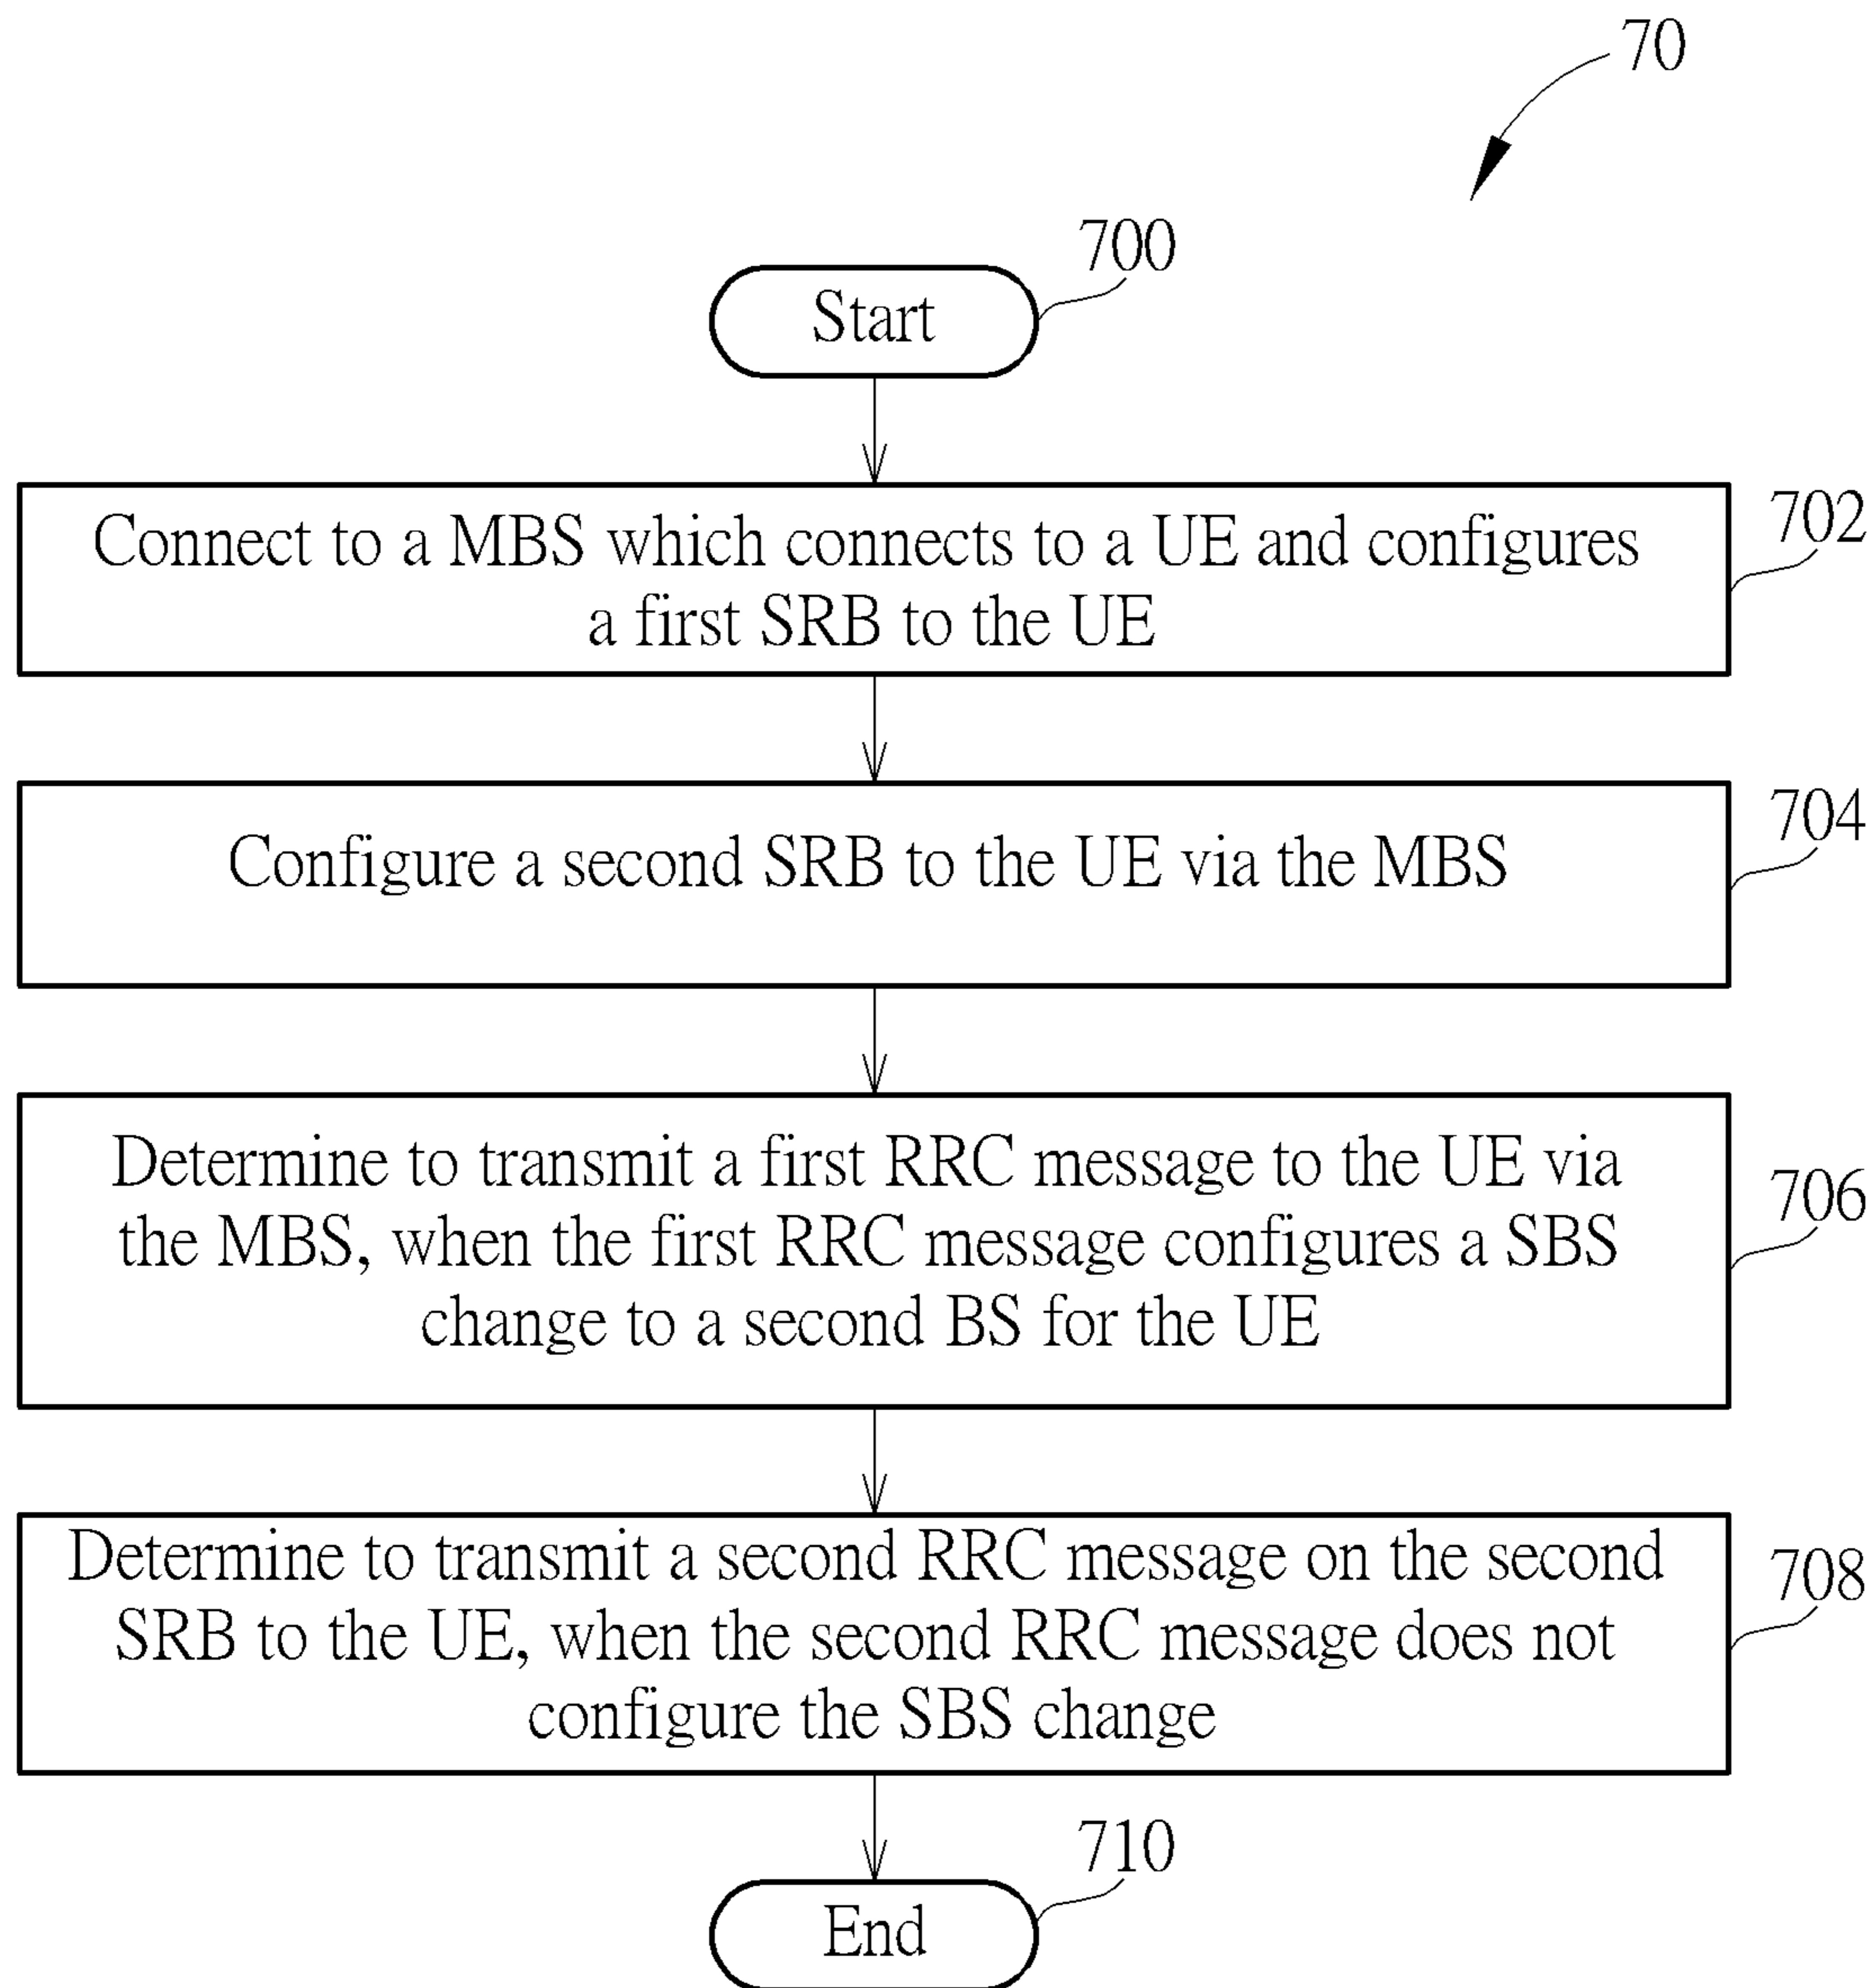 70
700
Start
702
Connect to a MBS which connects to a UE and configures
a first SRB to the UE
704
Configure a second SRB to the UE via the MBS
Determine to transmit a first RRC message to the UE via
706
the MBS, when the first RRC message configures a SBS
change to a second BS for the UE
Determine to transmit a second RRC message on the second
708
SRB to the UE, when the second RRC message does not
configure the SBS change
710
End